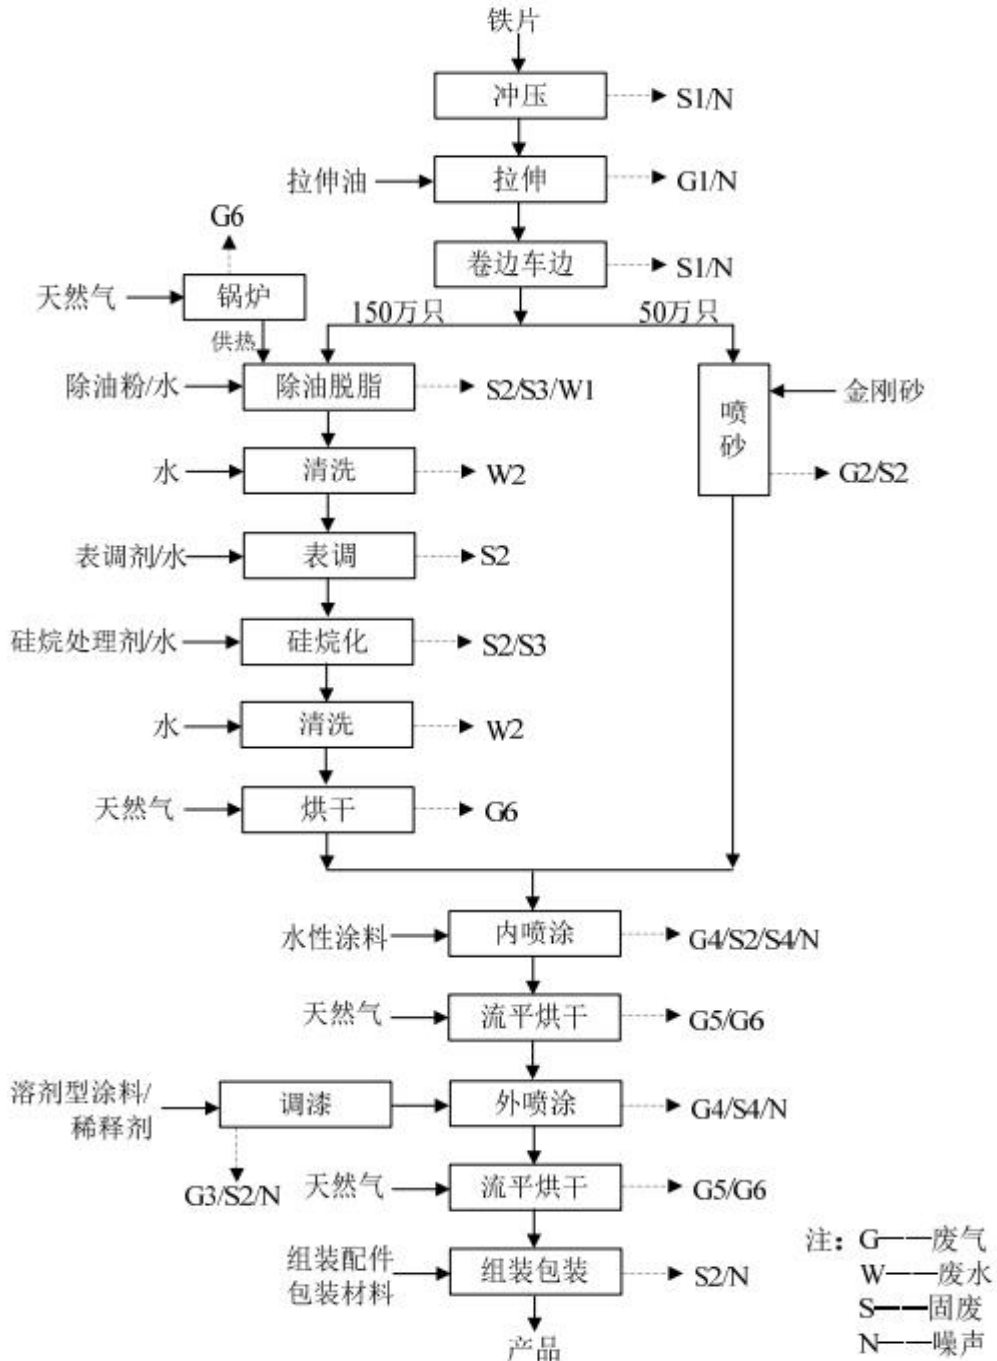 铁片
冲压
S1/N
拉伸油
拉伸
G1/N
G6
卷边车边
S1/N
天然气
锅炉
150万只
50万只
供热
除油粉/水
除油脱脂
S2/S3/W1
喷
砂
金刚砂
水
清洗
W2
G2/S2
表调剂/水
表调
S2
硅烷处理剂/水
硅烷化
S2/S3
水
清洗
W2
天然气
烘干
G6
水性涂料
内喷涂
G4/S2/S4/N
天然气
流平烘干
G5/G6
溶剂型涂料/
稀释剂
调漆
外喷涂
G4/S4/N
G3/S2/N
天然气
流平烘干
G5/G6
组装配件
包装材料
组装包装
S2/N
产品
注：G——废气
W——废水
S——固废
N——噪声